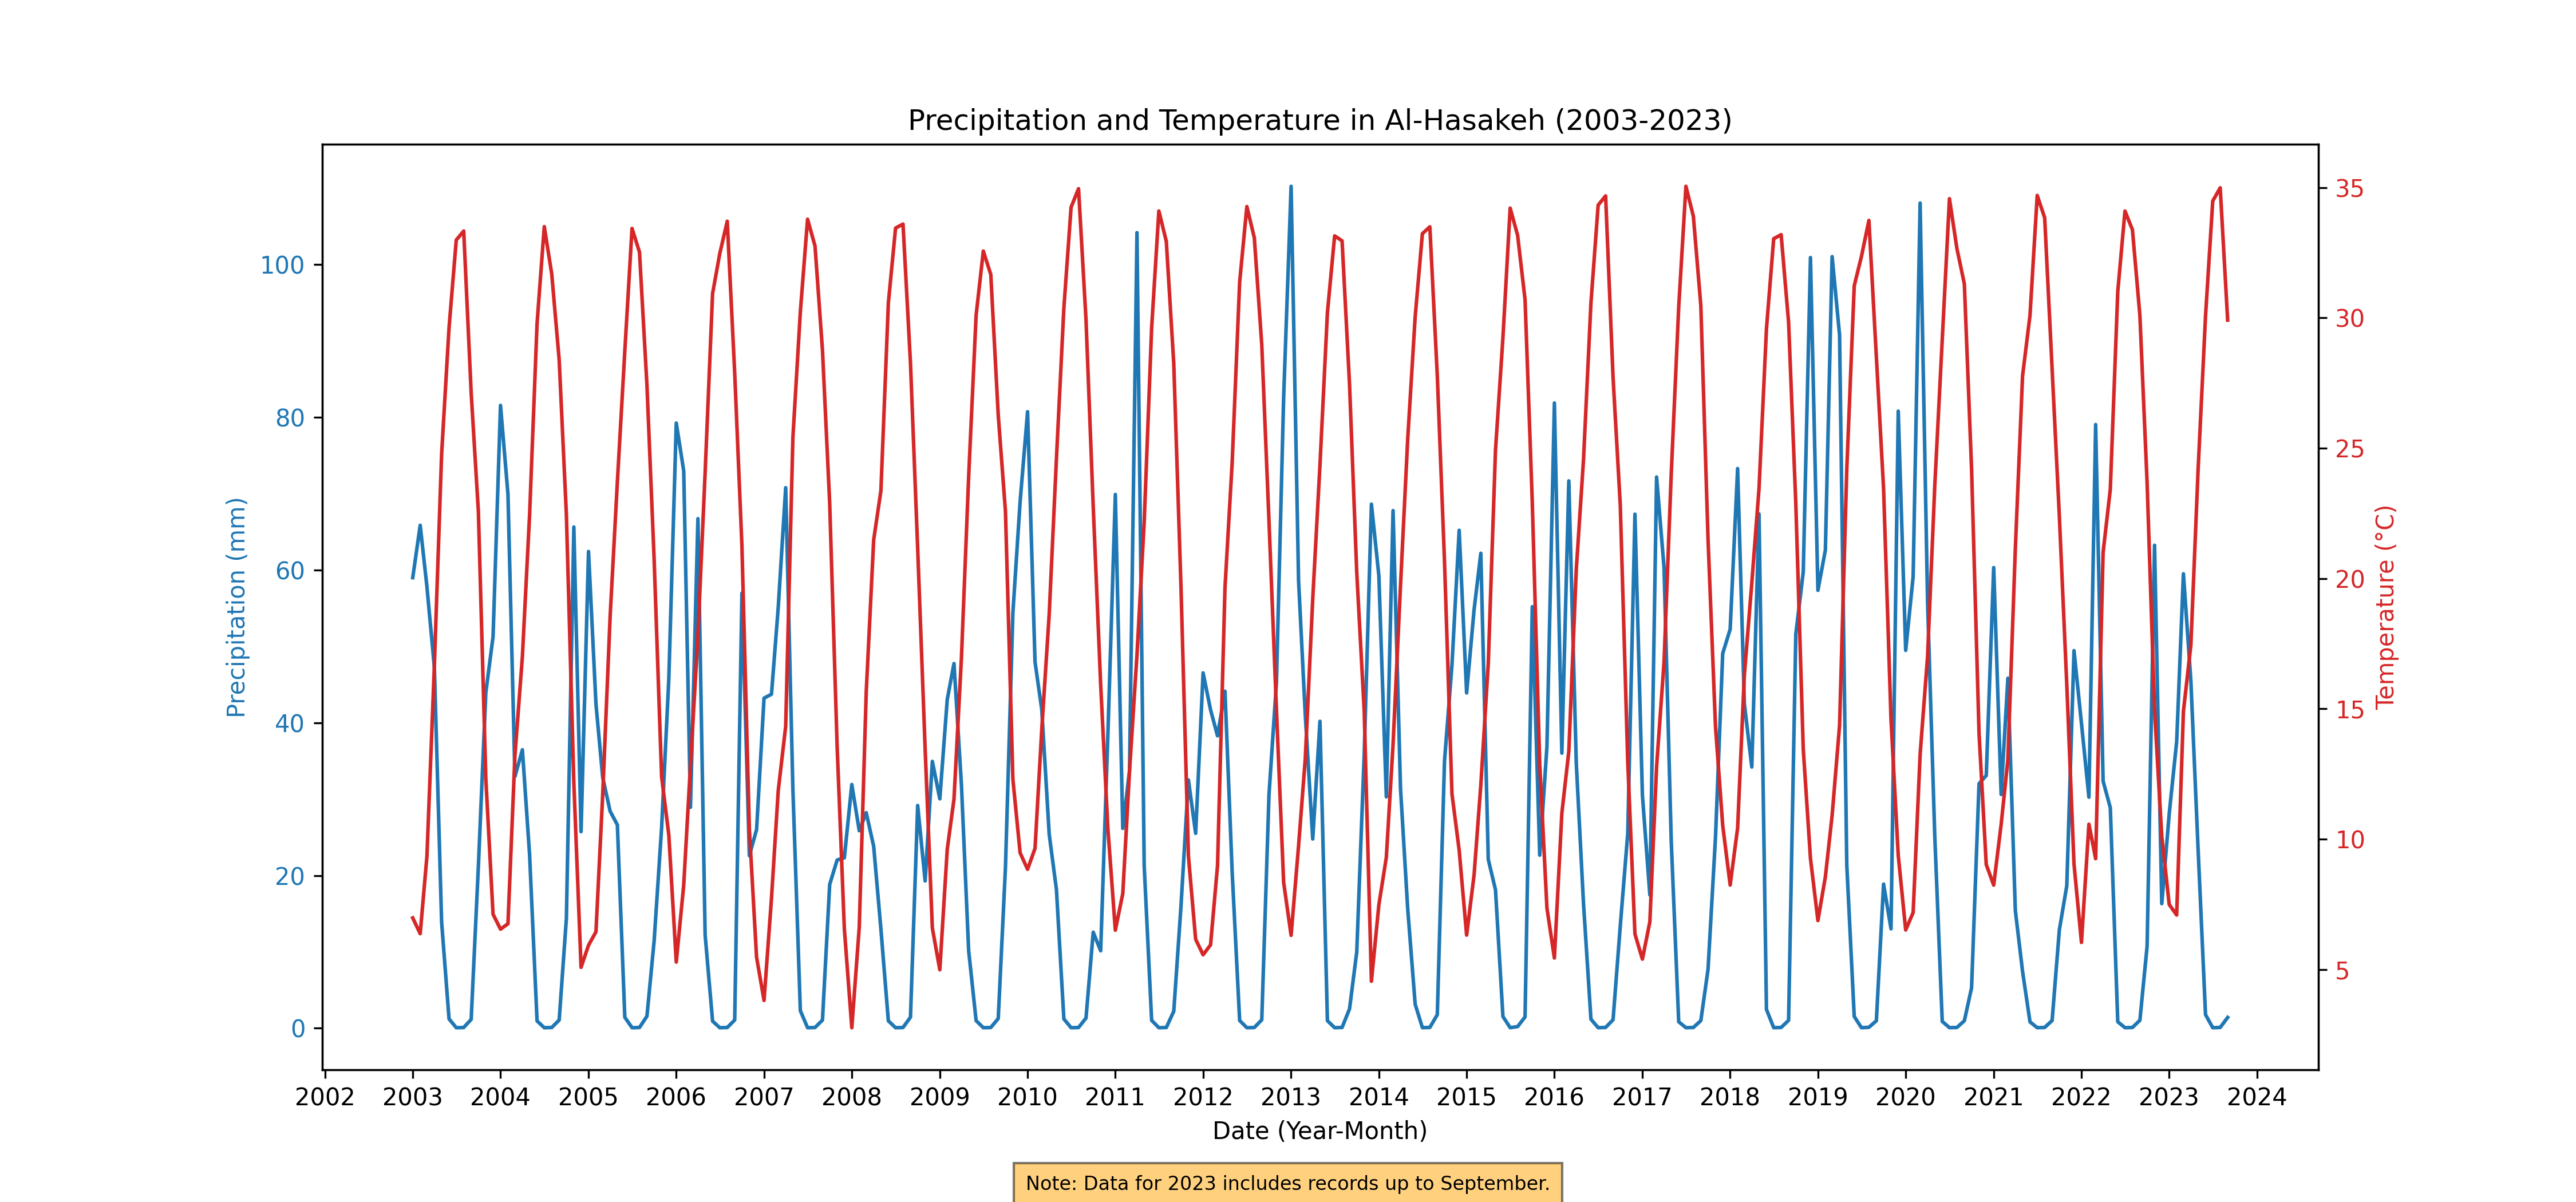 Precipitation and Temperature in Al-Hasakeh (2003-2023)
Precipitation (mm)
100
80
60
40
20
0
35
30
25
20
15
10
5
Temperature (°C)
2002 2003 2004 2005 2006 2007 2008 2009 2010 2011 2012 2013 2014 2015 2016 2017 2018 2019 2020 2021 2022 2023 2024
Date (Year-Month)
Note: Data for 2023 includes records up to September.